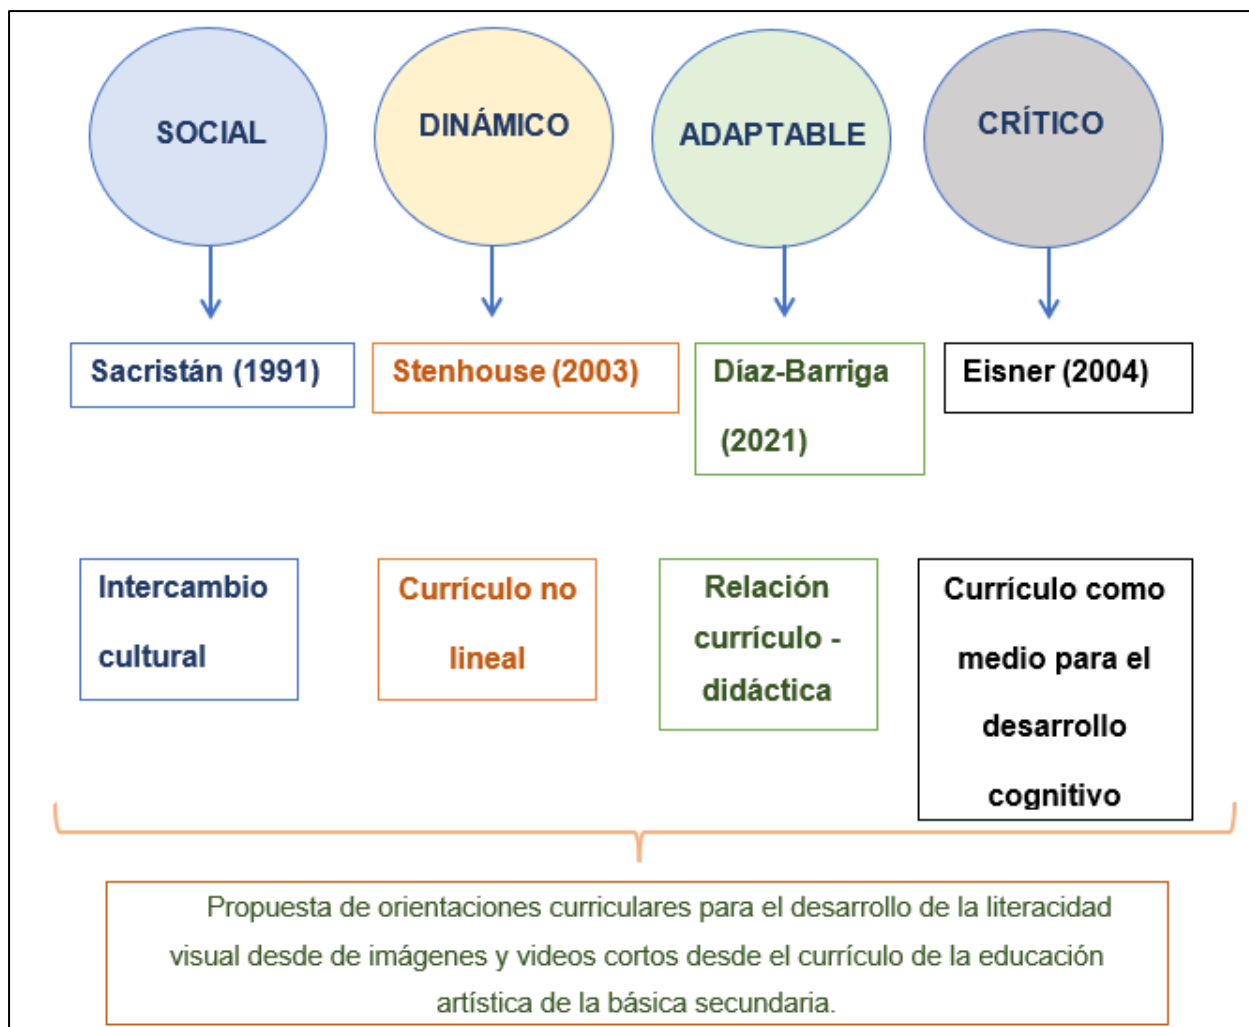 SOCIAL
DINÁMICO
ADAPTABLE
CRÍTICO
Sacristán (1991)
Stenhouse (2003)
Díaz-Barriga
(2021)
Eisner (2004)
Intercambio
cultural
Currículo no
lineal
Relación
currículo -
didáctica
Currículo como
medio para el
desarrollo
cognitivo
Propuesta de orientaciones curriculares para el desarrollo de la literacidad
visual desde de imágenes y videos cortos desde el currículo de la educación
artística de la básica secundaria.